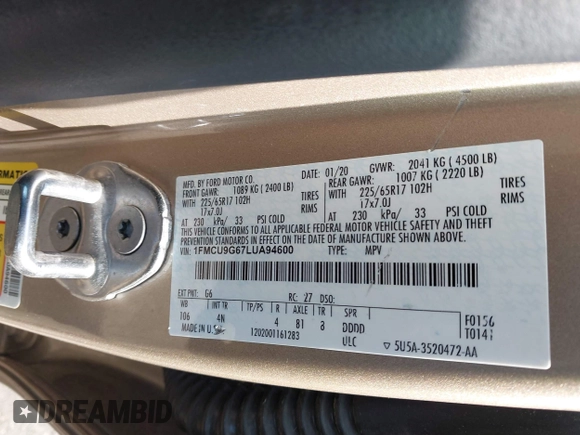 ORMATIO
MFD. BY FORD MOTOR CO.
01/20
GVWR: 2041 KG ( 4500 LB)
FRONT GAWR: 1089 KG ( 2400 LB)
REAR GAWR: 1007 KG ( 2220 LB)
WITH 225/65R17 102H TIRES
WITH 225/65R17 102H TIRES
17x7.0J RIMS
17x7.0J RIMS
AT 230 kPa/ 33 PSI COLD
AT 230 kPa/ 33 PSI COLD
THIS VEHICLE CONFORMS TO ALL APPLICABLE FEDERAL MOTOR VEHICLE SAFETY AND THEFT
PREVENTION STANDARDS IN EFFECT ON THE DATE OF MANUFACTURE SHOWN ABOVE.
VIN: 1FMCU9G67LUA94600
TYPE: MPV
EXT PNT: G6 RC: 27 DSO:
WB INT TR TP/PS R AXLE TR SPR
106 4N 4 81 8 DDDD
ULC
F0156
MADE IN U.S.
1202001161283
▽ 5U5A-3520472-AA
DREAMBID